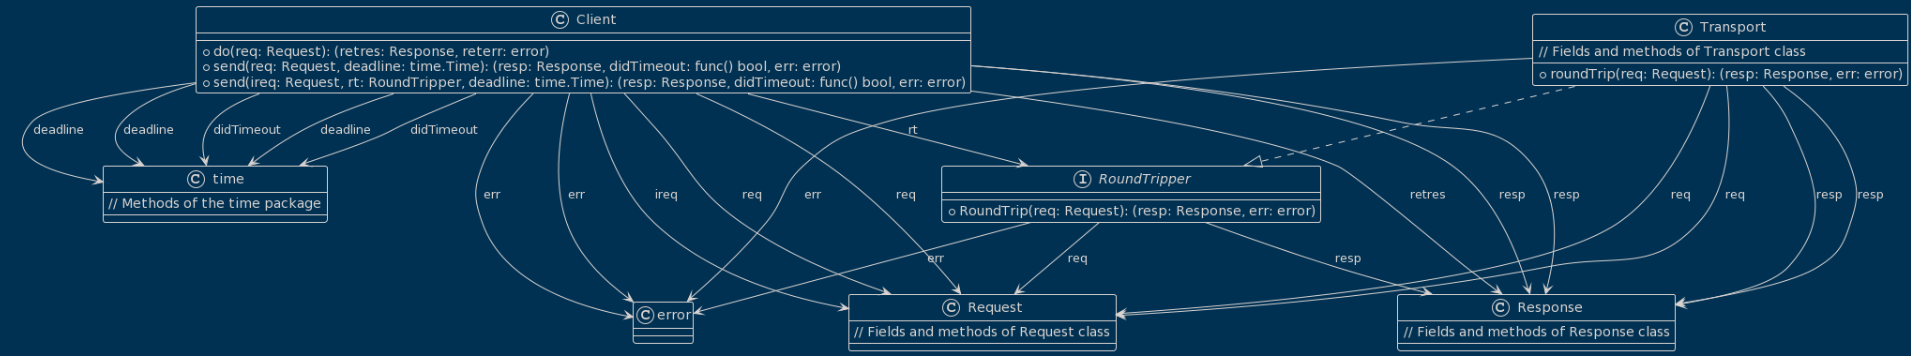 C Client
do(req: Request): (retres: Response, reterr: error)
send(req: Request, deadline: time.Time): (resp: Response, didTimeout: func() bool, err: error)
send(ireq: Request, rt: RoundTripper, deadline: time.Time): (resp: Response, didTimeout: func() bool, err: error)
C Transport
// Fields and methods of Transport class
roundTrip(req: Request): (resp: Response, err: error)
deadline
deadline
didTimeout
deadline
didTimeout
rt
C time
// Methods of the time package
I RoundTripper
RoundTrip(req: Request): (resp: Response, err: error)
err
err
ireq
req
err
req
retres
resp
resp
req
req
resp
resp
err
req
resp
C error
C Request
// Fields and methods of Request class
C Response
// Fields and methods of Response class